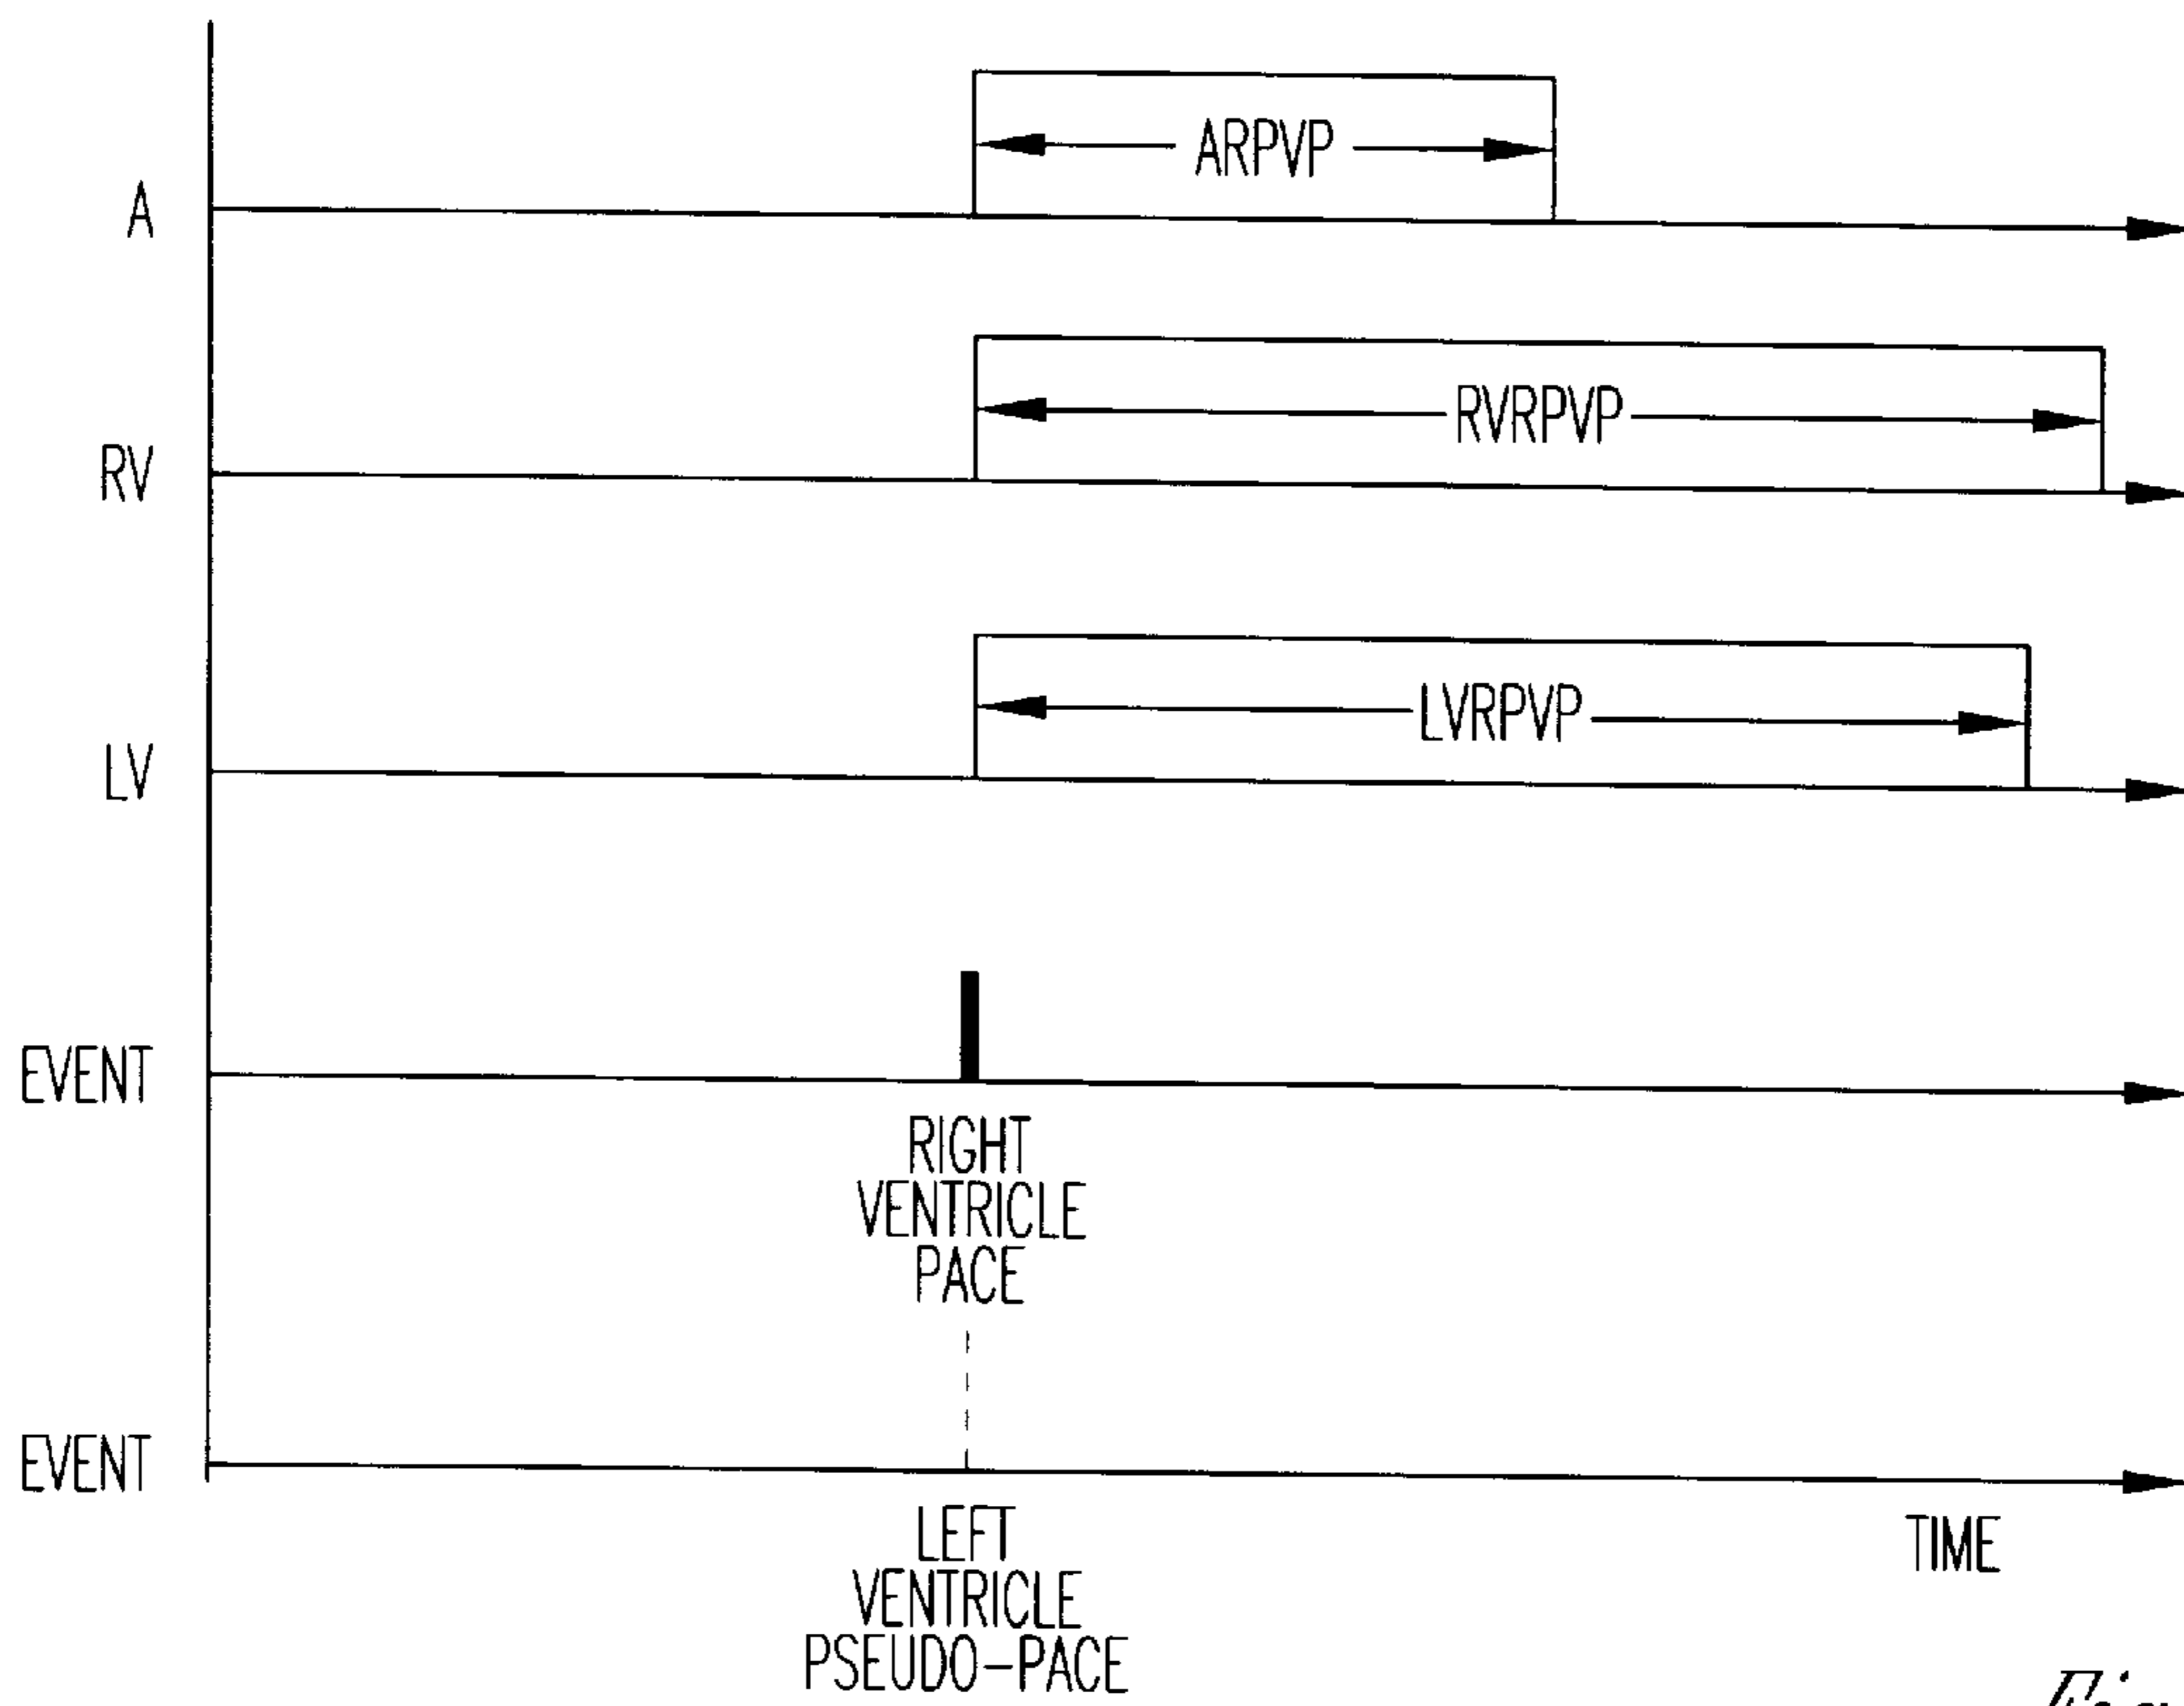 A
ARPVP
RV
RVRPVP
LV
LVRPVP
EVENT
RIGHT
VENTRICLE
PACE
EVENT
LEFT
VENTRICLE
PSEUDO-PACE
TIME